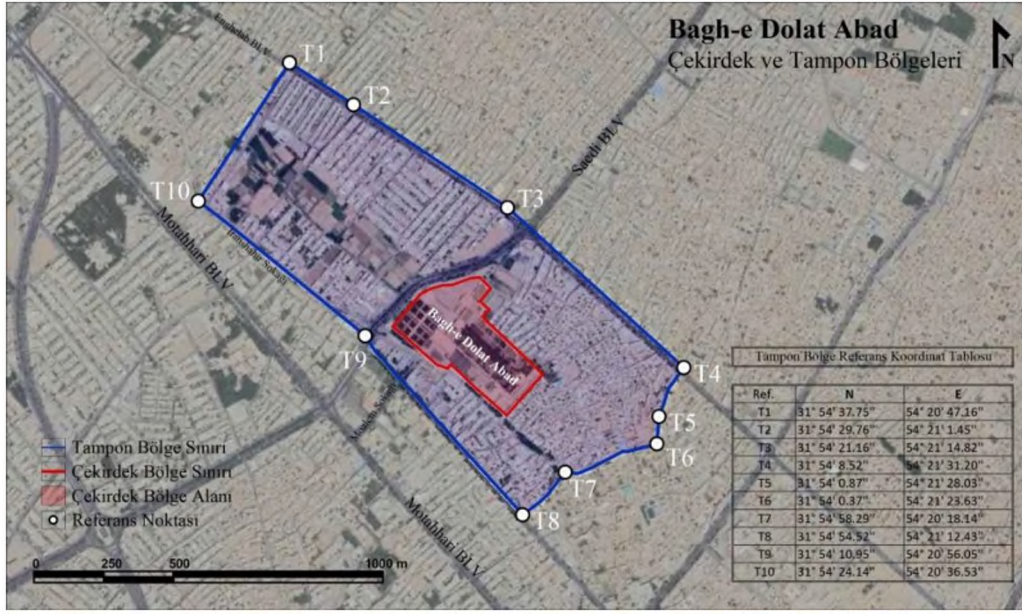 Bagh-e Dolat Abad
Çekirdek ve Tampon Bölgeleri
N
T1
T2
Saedi BLV
T10
T3
Motahhari BLV
Bagh-e Dolat Abad
T9
T4
T5
T6
T7
T8
Motahhari BLV
Tampon Bölge Sınırı
Çekirdek Bölge Sınırı
Çekirdek Bölge Alanı
Referans Noktası
0 500 1000 m
Tampon Bölge Referans Koordinat Tablosu
Ref. N E
T1 31° 54' 37.75" 54° 20' 47.16"
T2 31° 54' 29.76" 54° 21' 1.45"
T3 31° 54' 21.16" 54° 21' 14.82"
T4 31° 54' 8.52" 54° 21' 31.20"
T5 31° 54' 0.87" 54° 21' 28.03"
T6 31° 54' 0.37" 54° 21' 23.63"
T7 31° 54' 58.29" 54° 20' 18.14"
T8 31° 54' 54.52" 54° 21' 12.43"
T9 31° 54' 10.95" 54° 20' 56.05"
T10 31° 54' 24.14" 54° 20' 36.53"